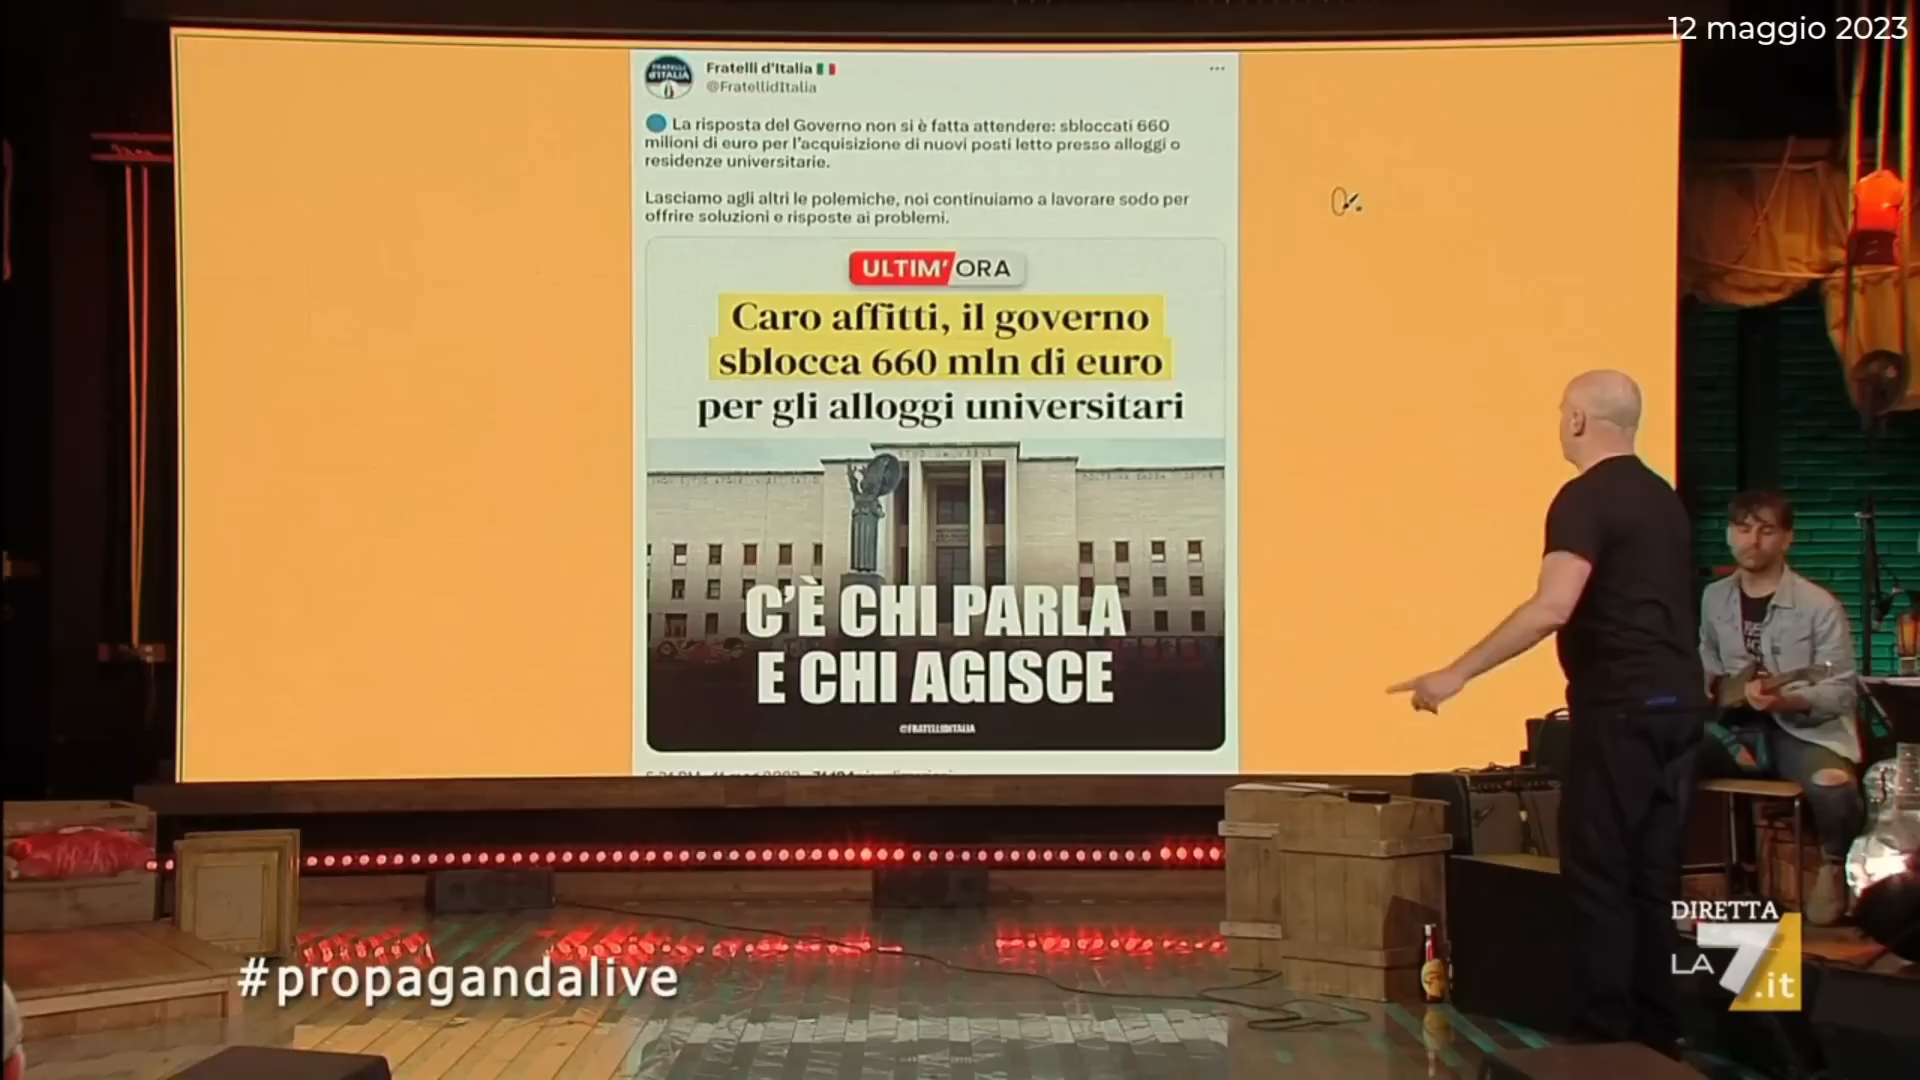 12 maggio 2023
FRATELLI
d'ITALIA
Fratelli d'Italia
@FratellidItalia
La risposta del Governo non si è fatta attendere: sbloccati 660
milioni di euro per l'acquisizione di nuovi posti letto presso alloggi o
residenze universitarie.
Lasciamo agli altri le polemiche, noi continuiamo a lavorare sodo per
offrire soluzioni e risposte ai problemi.
ULTIM'ORA
Caro affitti, il governo
sblocca 660 mln di euro
per gli alloggi universitari
C'È CHI PARLA
E CHI AGISCE
@FRATELLIDITALIA
#propagandalive
DIRETTA
LA7.it